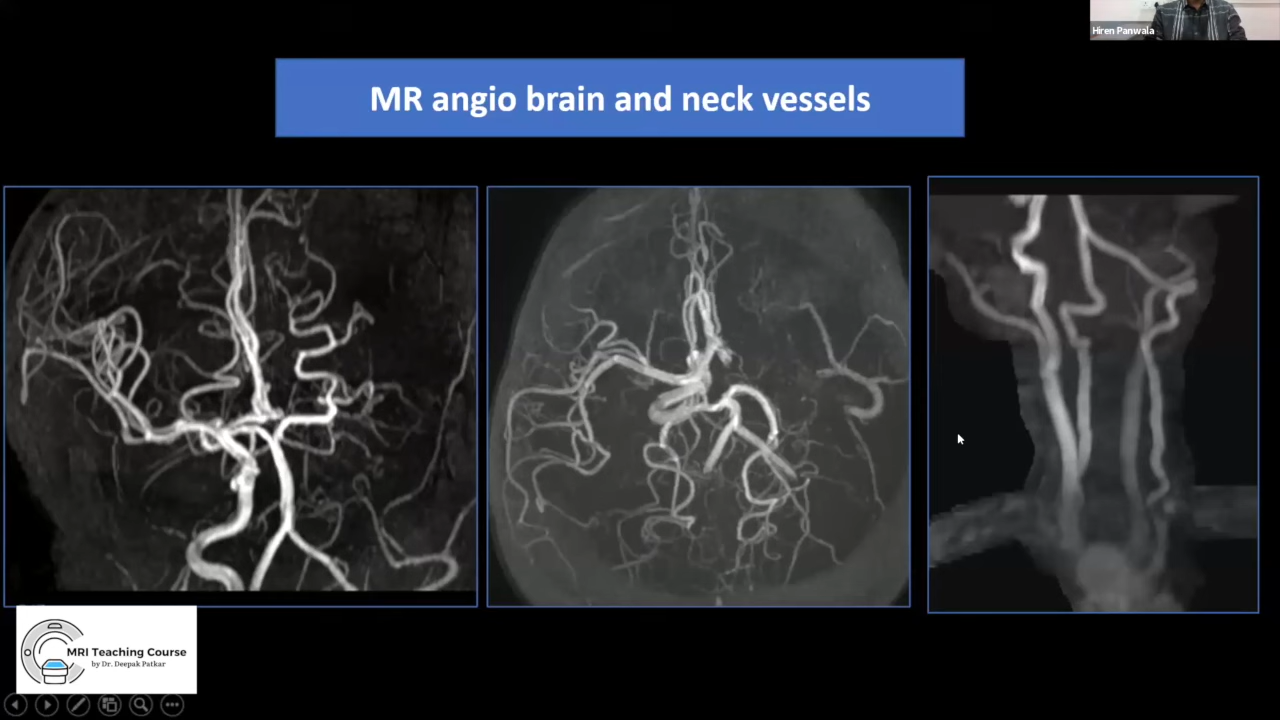 Hiren Panwala
MR angio brain and neck vessels
MRI Teaching Course
by Dr. Deepak Patkar